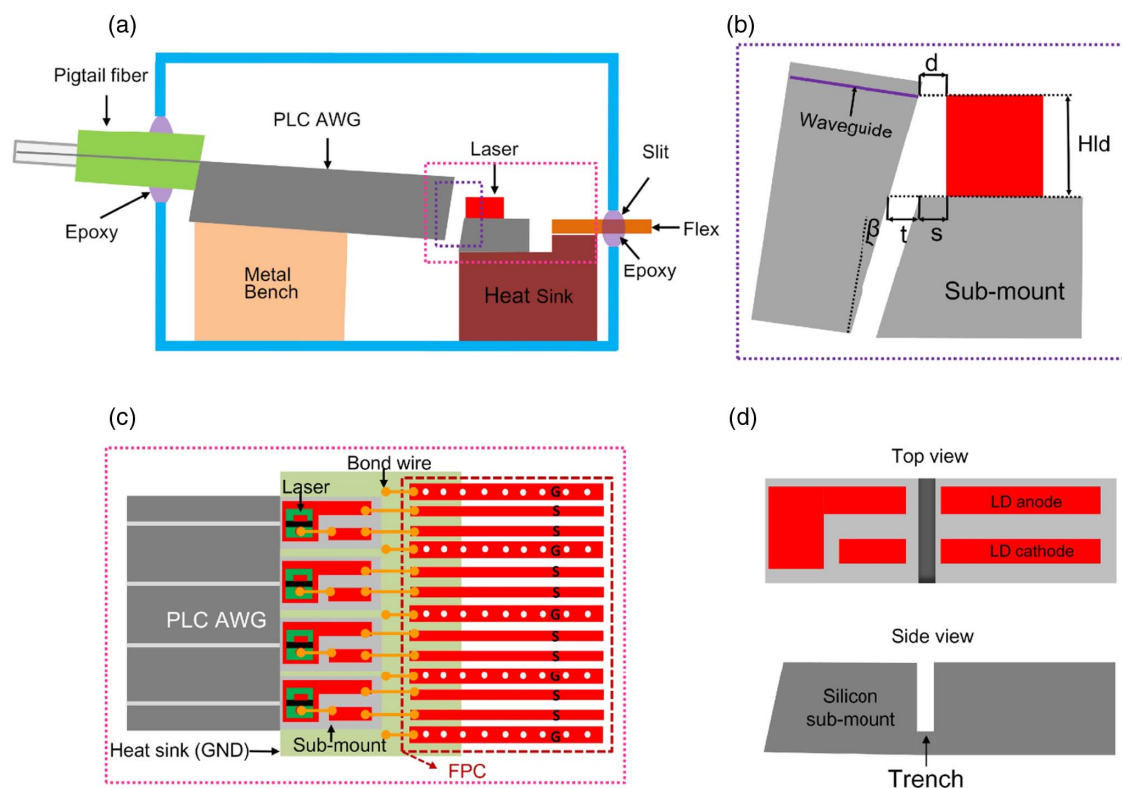 (a)
Pigtail fiber
PLC AWG
Laser
Slit
Flex
Epoxy
Epoxy
Metal
Bench
Heat Sink
(b)
d
Waveguide
Hld
β
t
s
Sub-mount
(c)
Bond wire
Laser
G
S
S
G
S
S
G
S
S
G
S
S
G
PLC AWG
Sub-mount
Heat sink (GND)
FPC
(d)
Top view
LD anode
LD cathode
Side view
Silicon
sub-mount
Trench